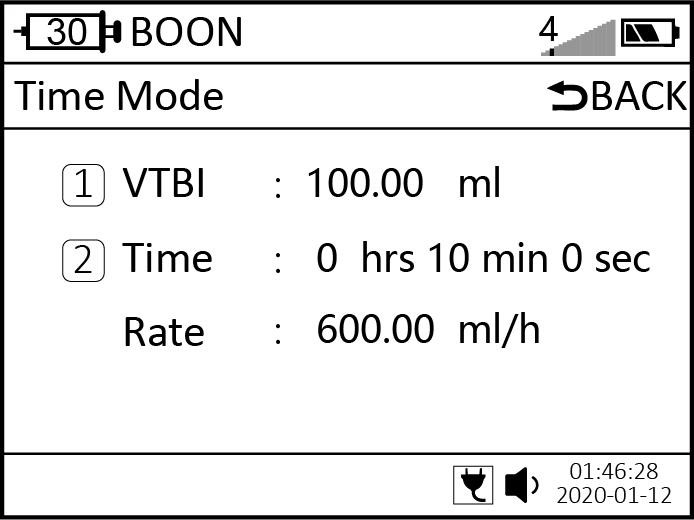 30 BOON 4
Time Mode BACK
1 VTBI : 100.00 ml
2 Time : 0 hrs 10 min 0 sec
Rate : 600.00 ml/h
01:46:28
2020-01-12